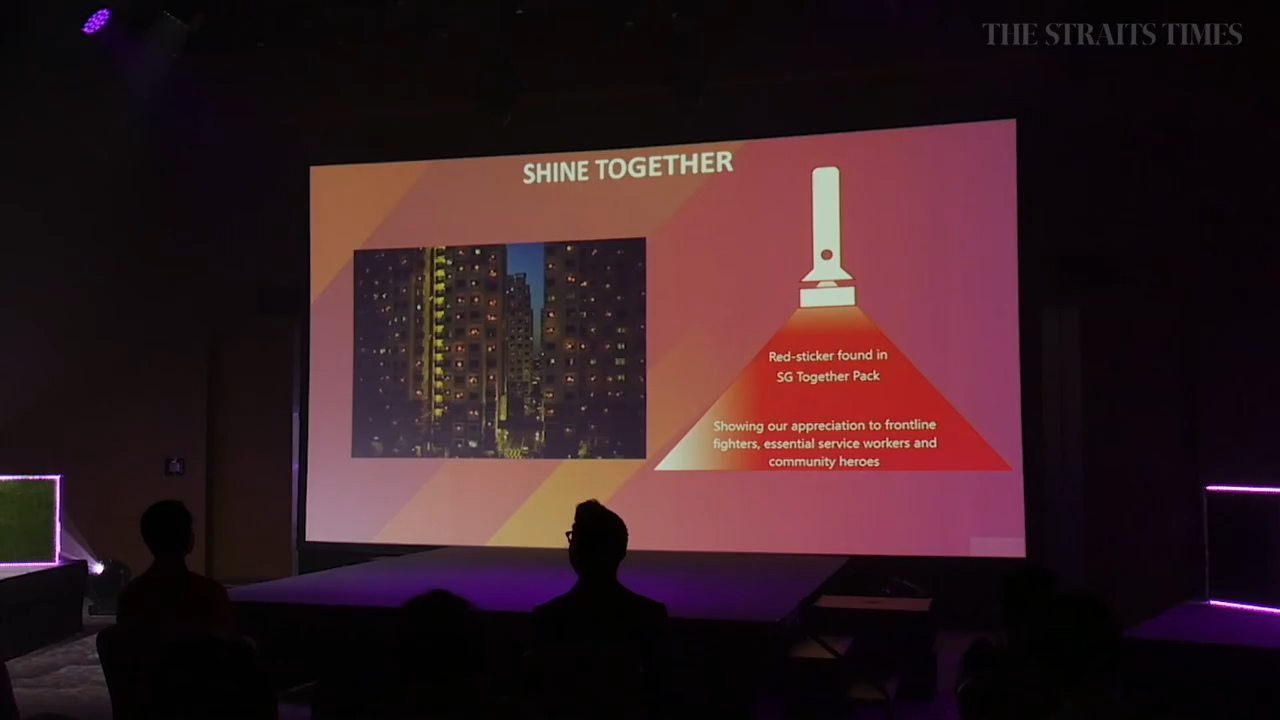 THE STRAITS TIMES
SHINE TOGETHER
Red-sticker found in
SG Together Pack
Showing our appreciation to frontline
fighters, essential service workers and
community heroes